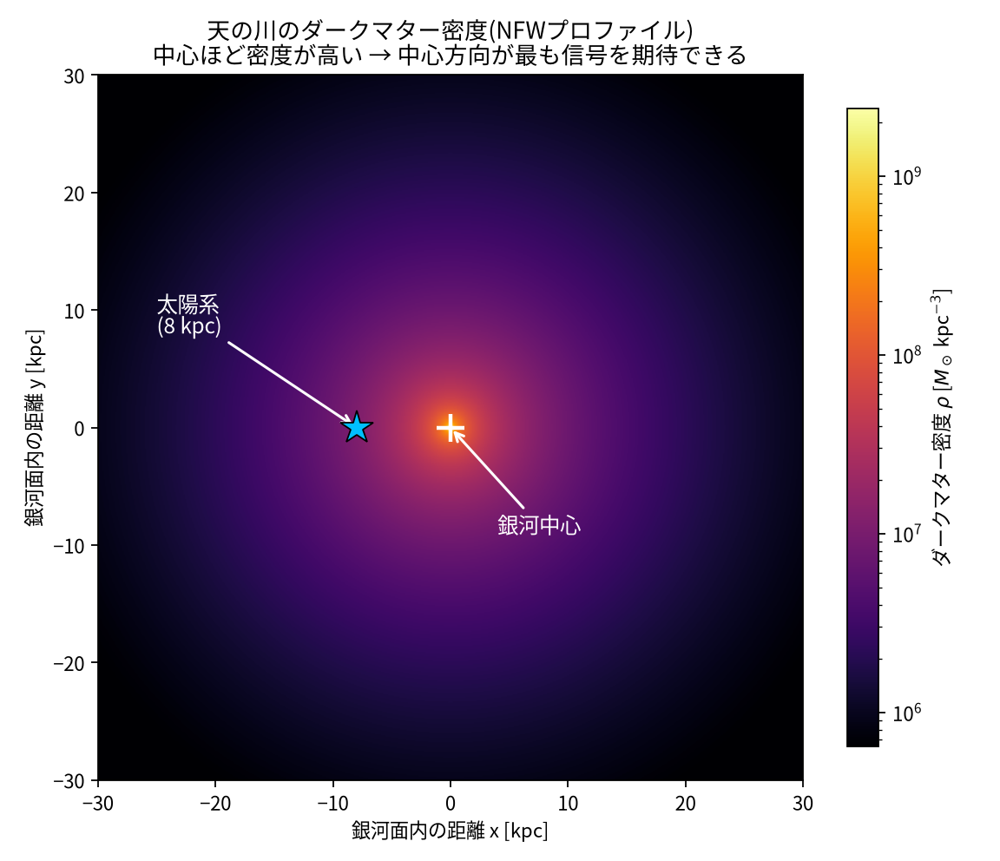 天の川のダークマター密度(NFWプロファイル)
中心ほど密度が高い → 中心方向が最も信号を期待できる
30
20
10
0
−10
−20
−30
−30
−20
−10
0
10
20
30
銀河面内の距離 y [kpc]
銀河面内の距離 x [kpc]
太陽系
(8 kpc)
銀河中心
10⁹
10⁸
10⁷
10⁶
ダークマター密度 ρ [M⊙ kpc⁻³]